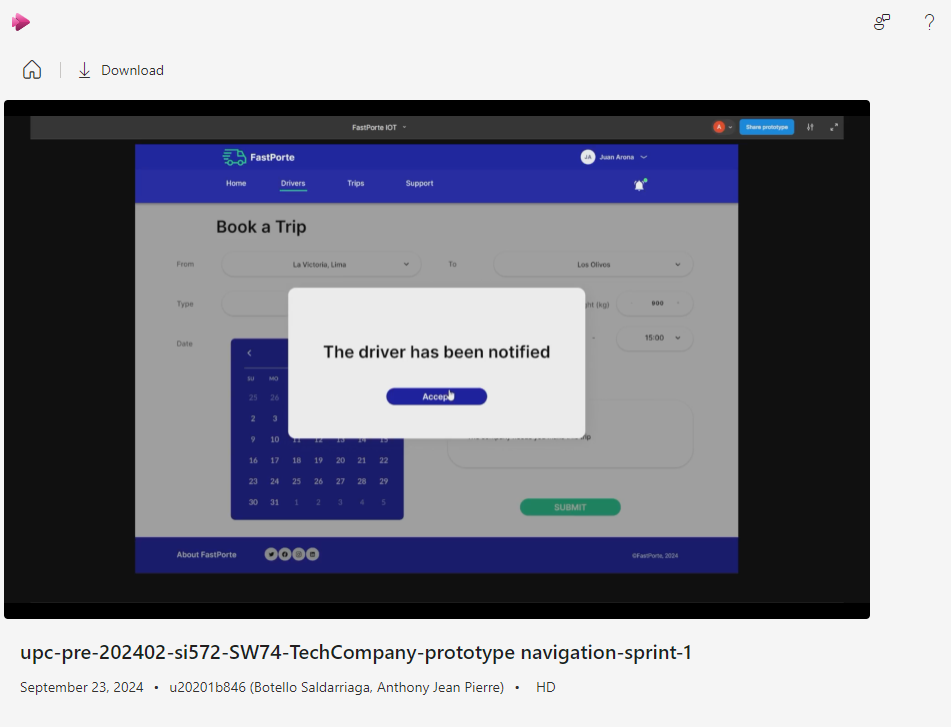 ?
Download
FastPorte IOT
A
Share prototype
FastPorte
JA Juan Arona
Home Drivers Trips Support
Book a Trip
From La Victoria, Lima To Los Olivos
Type (kg) 900
Date 15:00
The driver has been notified
Accept
SU MO
25 26
2 3
9 10 11 12 13 14 15
16 17 18 19 20 21 22
23 24 25 26 27 28 29
30 31 1 2 3 4 5
SUBMIT
About FastPorte ©FastPorte, 2024
upc-pre-202402-si572-SW74-TechCompany-prototype navigation-sprint-1
September 23, 2024 • u20201b846 (Botello Saldarriaga, Anthony Jean Pierre) • HD